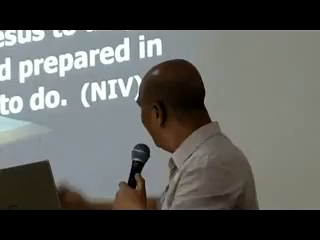 esus to
d prepared in
to do. (NIV)